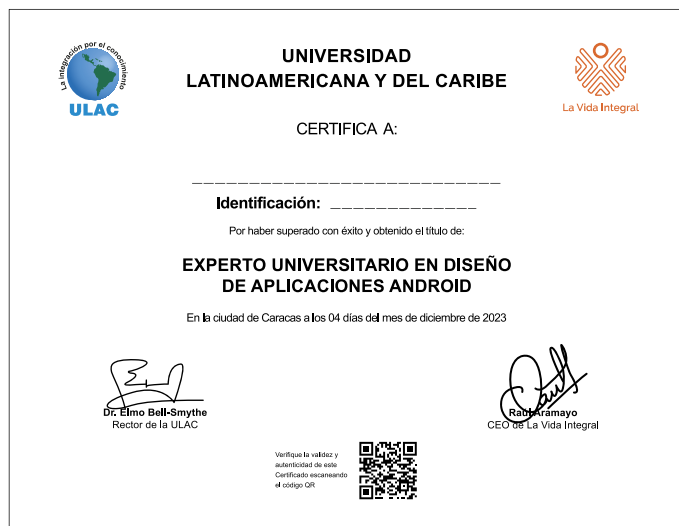 La integración por el conocimiento
ULAC
UNIVERSIDAD
LATINOAMERICANA Y DEL CARIBE
La Vida Integral
CERTIFICA A:
Identificación:
Por haber superado con éxito y obtenido el título de:
EXPERTO UNIVERSITARIO EN DISEÑO
DE APLICACIONES ANDROID
En la ciudad de Caracas a los 04 días del mes de diciembre de 2023
Dr. Elmo Bell-Smythe
Rector de la ULAC
Raúl Aramayo
CEO de La Vida Integral
Verifique la validez y
autenticidad de este
Certificado escaneando
el código QR